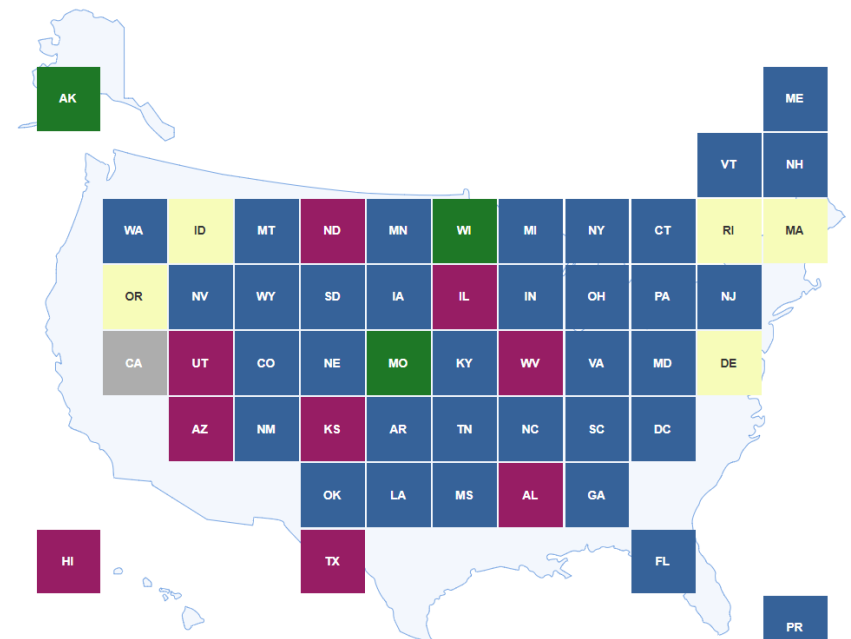 AK
ME
VT NH
WA ID MT ND MN WI MI NY CT RI MA
OR NV WY SD IA IL IN OH PA NJ
CA UT CO NE MO KY WV VA MD DE
AZ NM KS AR TN NC SC DC
OK LA MS AL GA
HI TX FL
PR